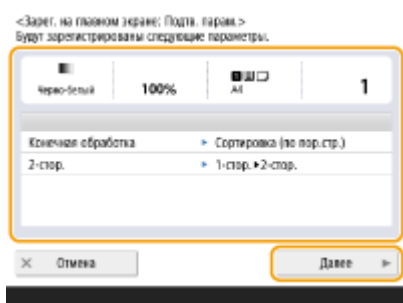 <Зарег. на главном экране: Подтв. парам.>
Будут зарегистрированы следующие параметры.
Черно-белый
100%
A4
1
Конечная обработка ▶ Сортировка (по пор.стр.)
2-стор. ▶ 1-стор.▶2-стор.
× Отмена
Далее ▶